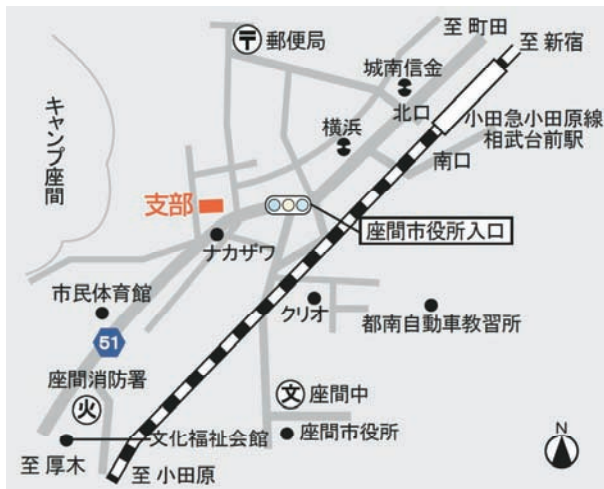 至 町田
至 新宿
〒 郵便局
城南信金
北口
小田急小田原線
相武台前駅
横浜
南口
キャンプ座間
支部
座間市役所入口
ナカザワ
市民体育館
クリオ
都南自動車教習所
51
座間消防署
火
文 座間中
文化福祉会館
座間市役所
至 厚木
至 小田原
N